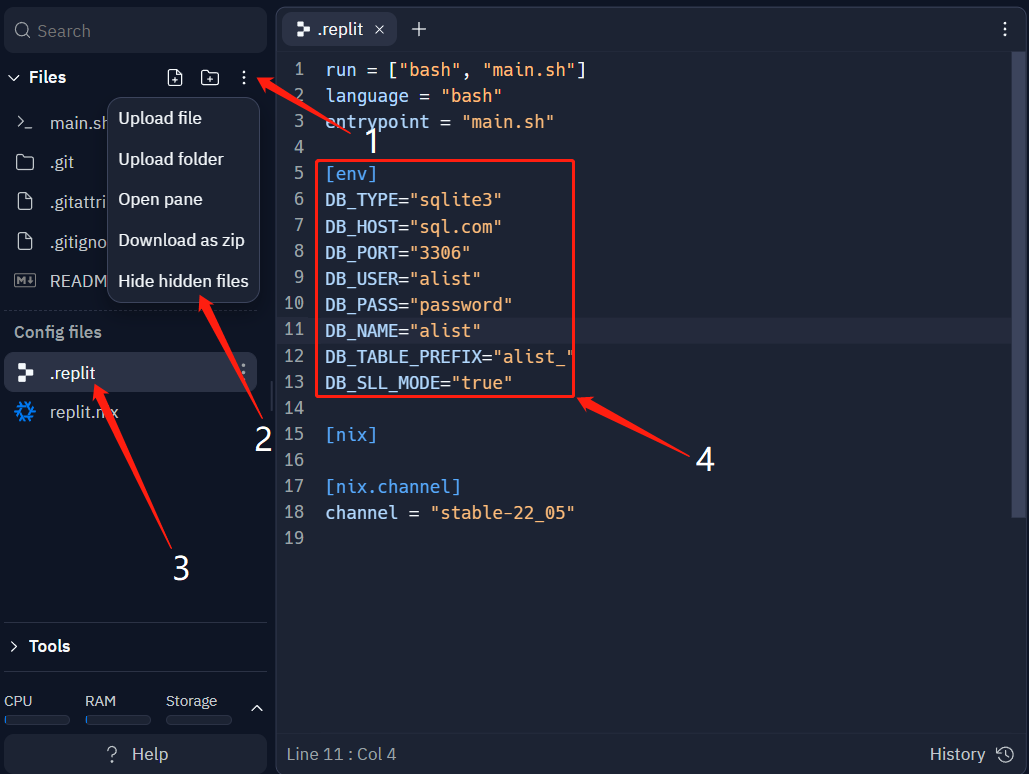 Search
Files
main.sh
.git
.gitattri
.gitigno
READM
Upload file
Upload folder
Open pane
Download as zip
Hide hidden files
Config files
.replit
replit.nix
Tools
CPU RAM Storage
? Help
.replit × +
1 run = ["bash", "main.sh"]
2 language = "bash"
3 entrypoint = "main.sh"
4
5 [env]
6 DB_TYPE="sqlite3"
7 DB_HOST="sql.com"
8 DB_PORT="3306"
9 DB_USER="alist"
10 DB_PASS="password"
11 DB_NAME="alist"
12 DB_TABLE_PREFIX="alist_"
13 DB_SLL_MODE="true"
14
15 [nix]
16
17 [nix.channel]
18 channel = "stable-22_05"
19
1
2
3
4
Line 11 : Col 4
History